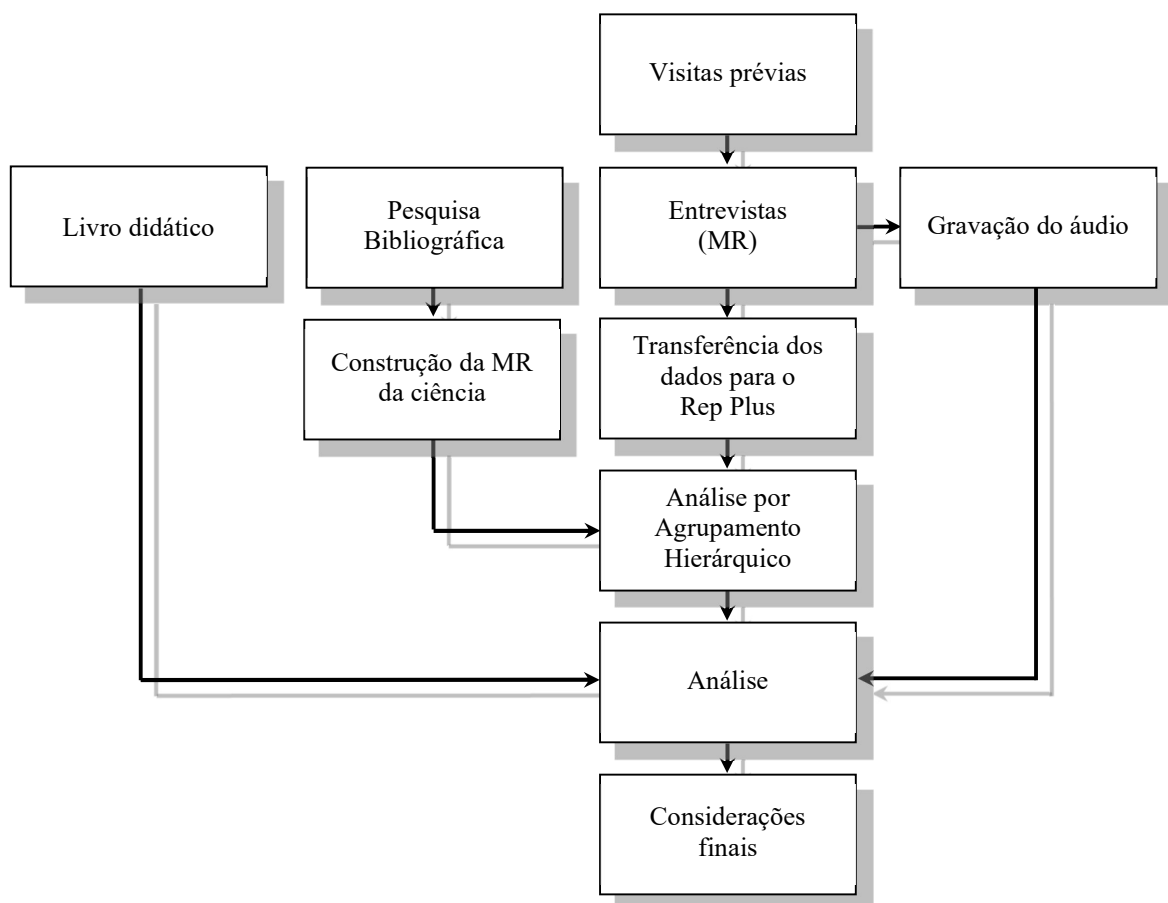 Visitas prévias
Livro didático
Pesquisa
Bibliográfica
Entrevistas
(MR)
Gravação do áudio
Construção da MR
da ciência
Transferência dos
dados para o
Rep Plus
Análise por
Agrupamento
Hierárquico
Análise
Considerações
finais